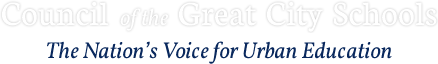 Council of the Great City Schools
The Nation's Voice for Urban Education